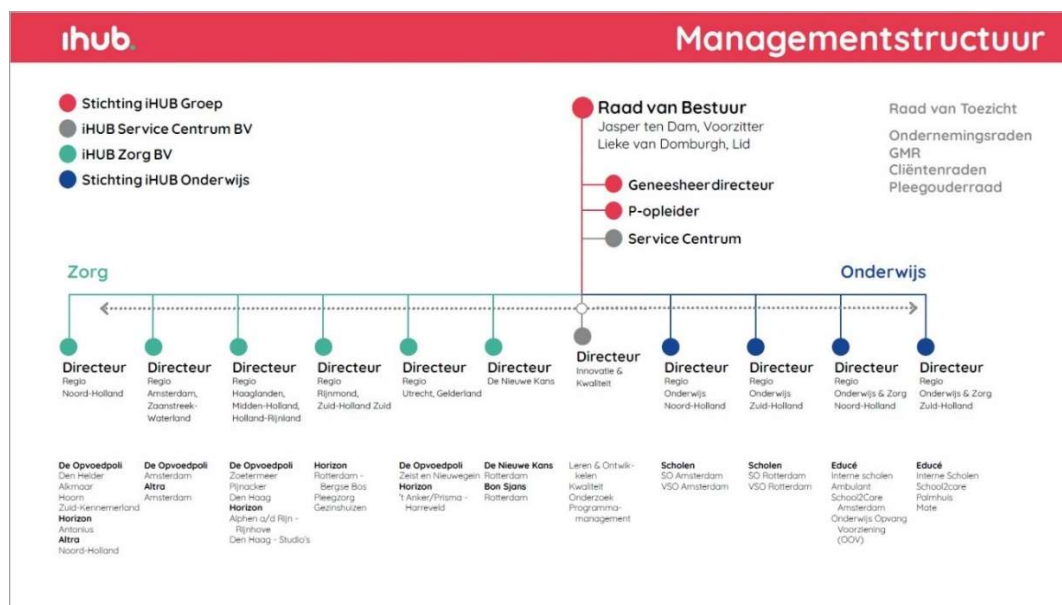 ihub.
Managementstructuur
Stichting iHUB Groep
iHUB Service Centrum BV
iHUB Zorg BV
Stichting iHUB Onderwijs
Raad van Bestuur
Jasper ten Dam, Voorzitter
Lieke van Domburgh, Lid
Geneesheerdirecteur
P-opleider
Service Centrum
Raad van Toezicht
Ondernemingsraden
GMR
Cliëntenraden
Pleegouderraad
Zorg
Onderwijs
Directeur
Regio
Noord-Holland
Directeur
Regio
Amsterdam,
Zaanstreek-
Waterland
Directeur
Regio
Haaglanden,
Midden-Holland,
Holland-Rijnland
Directeur
Regio
Rijnmond,
Zuid-Holland Zuid
Directeur
Regio
Utrecht, Gelderland
Directeur
De Nieuwe Kans
Directeur
Innovatie &
Kwaliteit
Directeur
Regio
Onderwijs
Noord-Holland
Directeur
Regio
Onderwijs
Zuid-Holland
Directeur
Regio
Onderwijs & Zorg
Noord-Holland
Directeur
Regio
Onderwijs & Zorg
Zuid-Holland
De Opvoedpoli
Den Helder
Alkmaar
Hoorn
Zuid-Kennemerland
Horizon
Antonius
Altra
Noord-Holland
De Opvoedpoli
Amsterdam
Altra
Amsterdam
De Opvoedpoli
Zoetermeer
Pijnacker
Den Haag
Horizon
Alphen a/d Rijn -
Rijnhove
Den Haag - Studio's
Horizon
Rotterdam -
Bergse Bos
Pleegzorg
Gezinshuizen
De Opvoedpoli
Zeist en Nieuwegein
Horizon
't Anker/Prisma -
Harreveld
De Nieuwe Kans
Rotterdam
Bon Sjans
Rotterdam
Leren & Ontwik-
kelen
Kwaliteit
Onderzoek
Programma-
management
Scholen
SO Amsterdam
VSO Amsterdam
Scholen
SO Rotterdam
VSO Rotterdam
Educé
Interne scholen
Ambulant
School2Care
Amsterdam
Onderwijs Opvang
Voorziening
(OOV)
Educé
Interne Scholen
School2care
Palmhuis
Mate